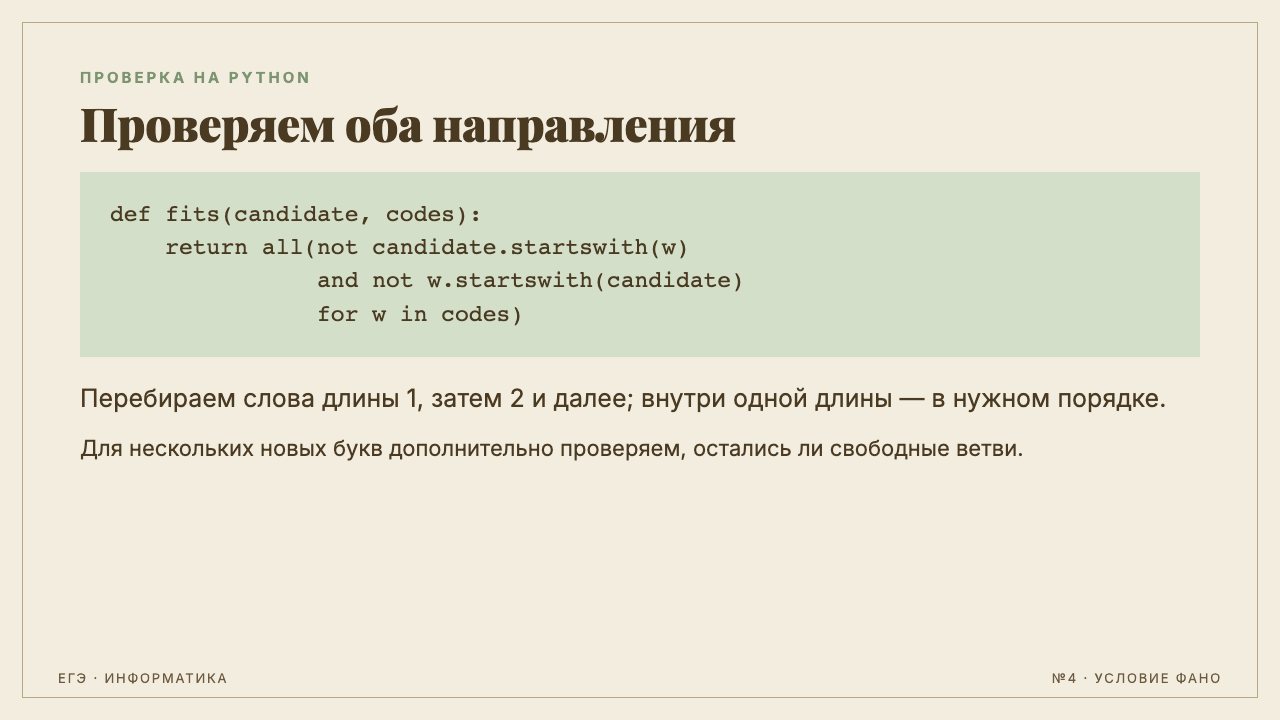 ПРОВЕРКА НА PYTHON
Проверяем оба направления
def fits(candidate, codes):
    return all(not candidate.startswith(w)
               and not w.startswith(candidate)
               for w in codes)
Перебираем слова длины 1, затем 2 и далее; внутри одной длины — в нужном порядке.
Для нескольких новых букв дополнительно проверяем, остались ли свободные ветви.
ЕГЭ · ИНФОРМАТИКА
№4 · УСЛОВИЕ ФАНО